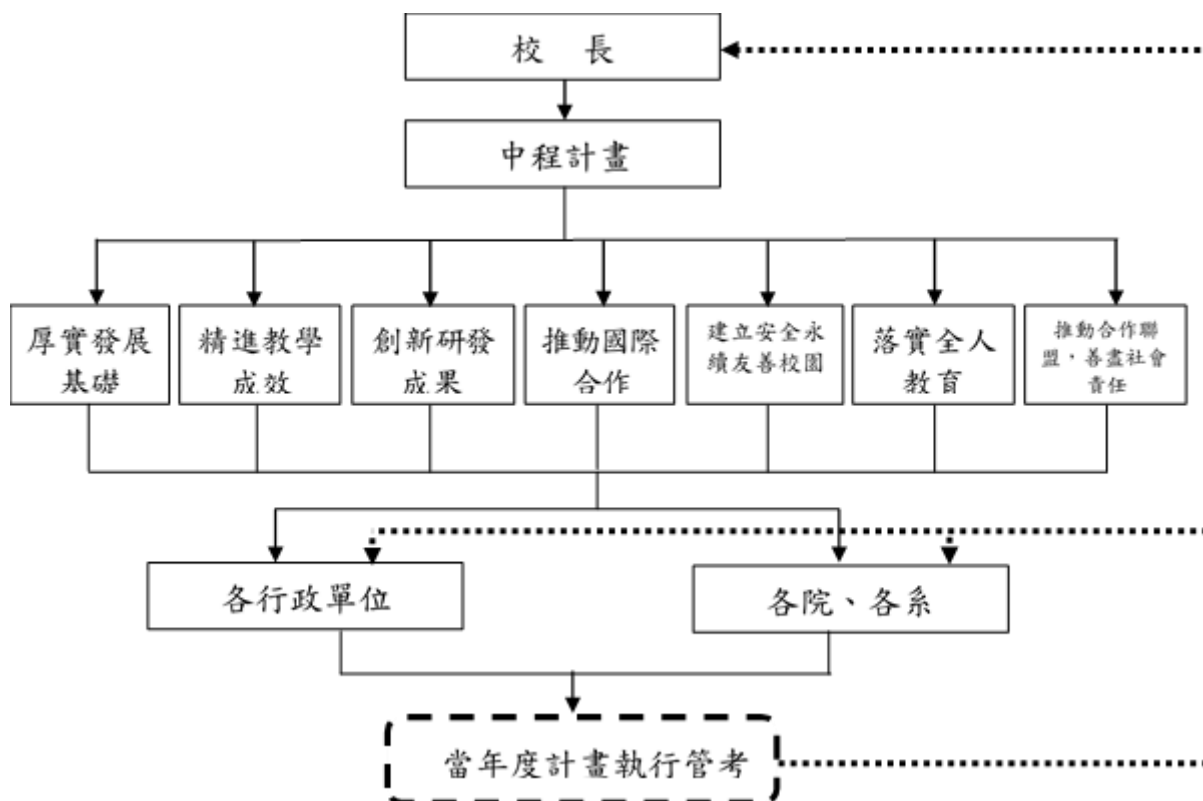 校 長
中程計畫
厚實發展
基礎
精進教學
成效
創新研發
成果
推動國際
合作
建立安全永
續友善校園
落實全人
教育
推動合作聯
盟，善盡社會
責任
各行政單位
各院、各系
當年度計畫執行管考